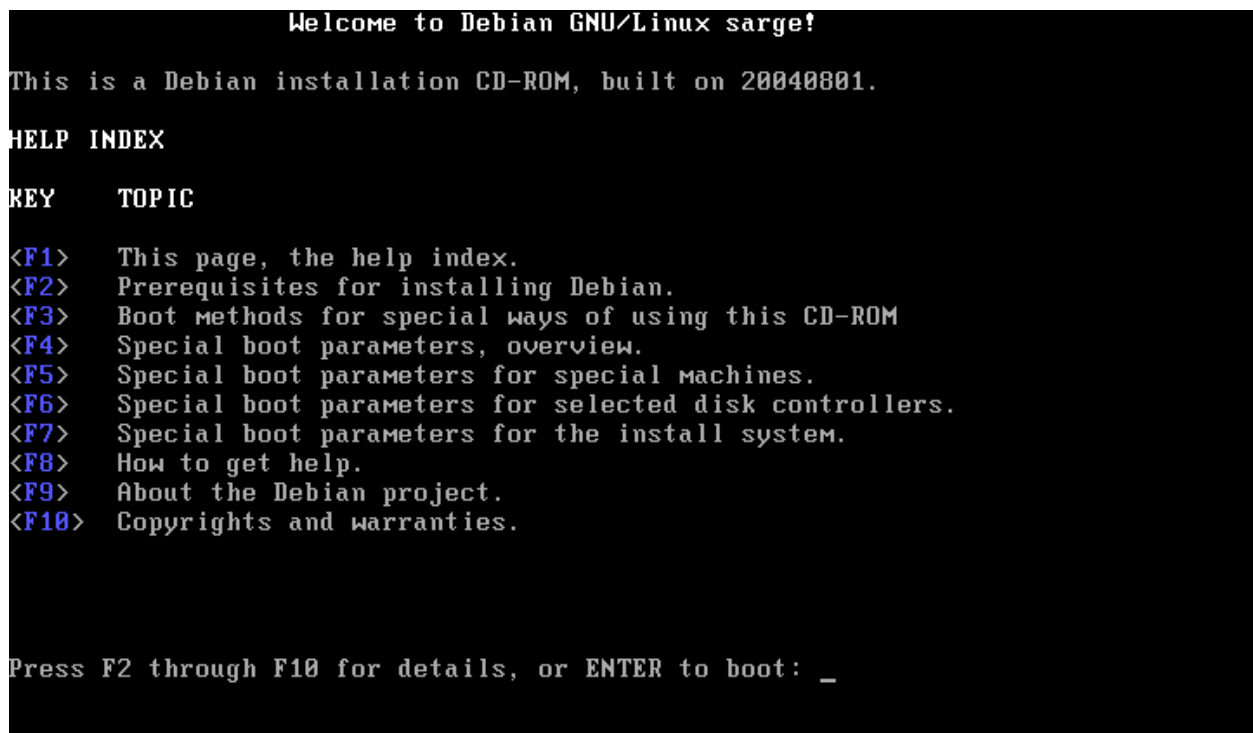 Welcome to Debian GNU/Linux sarge!
This is a Debian installation CD-ROM, built on 20040801.
HELP INDEX
KEY TOPIC
<F1> This page, the help index.
<F2> Prerequisites for installing Debian.
<F3> Boot methods for special ways of using this CD-ROM
<F4> Special boot parameters, overview.
<F5> Special boot parameters for special machines.
<F6> Special boot parameters for selected disk controllers.
<F7> Special boot parameters for the install system.
<F8> How to get help.
<F9> About the Debian project.
<F10> Copyrights and warranties.
Press F2 through F10 for details, or ENTER to boot: _